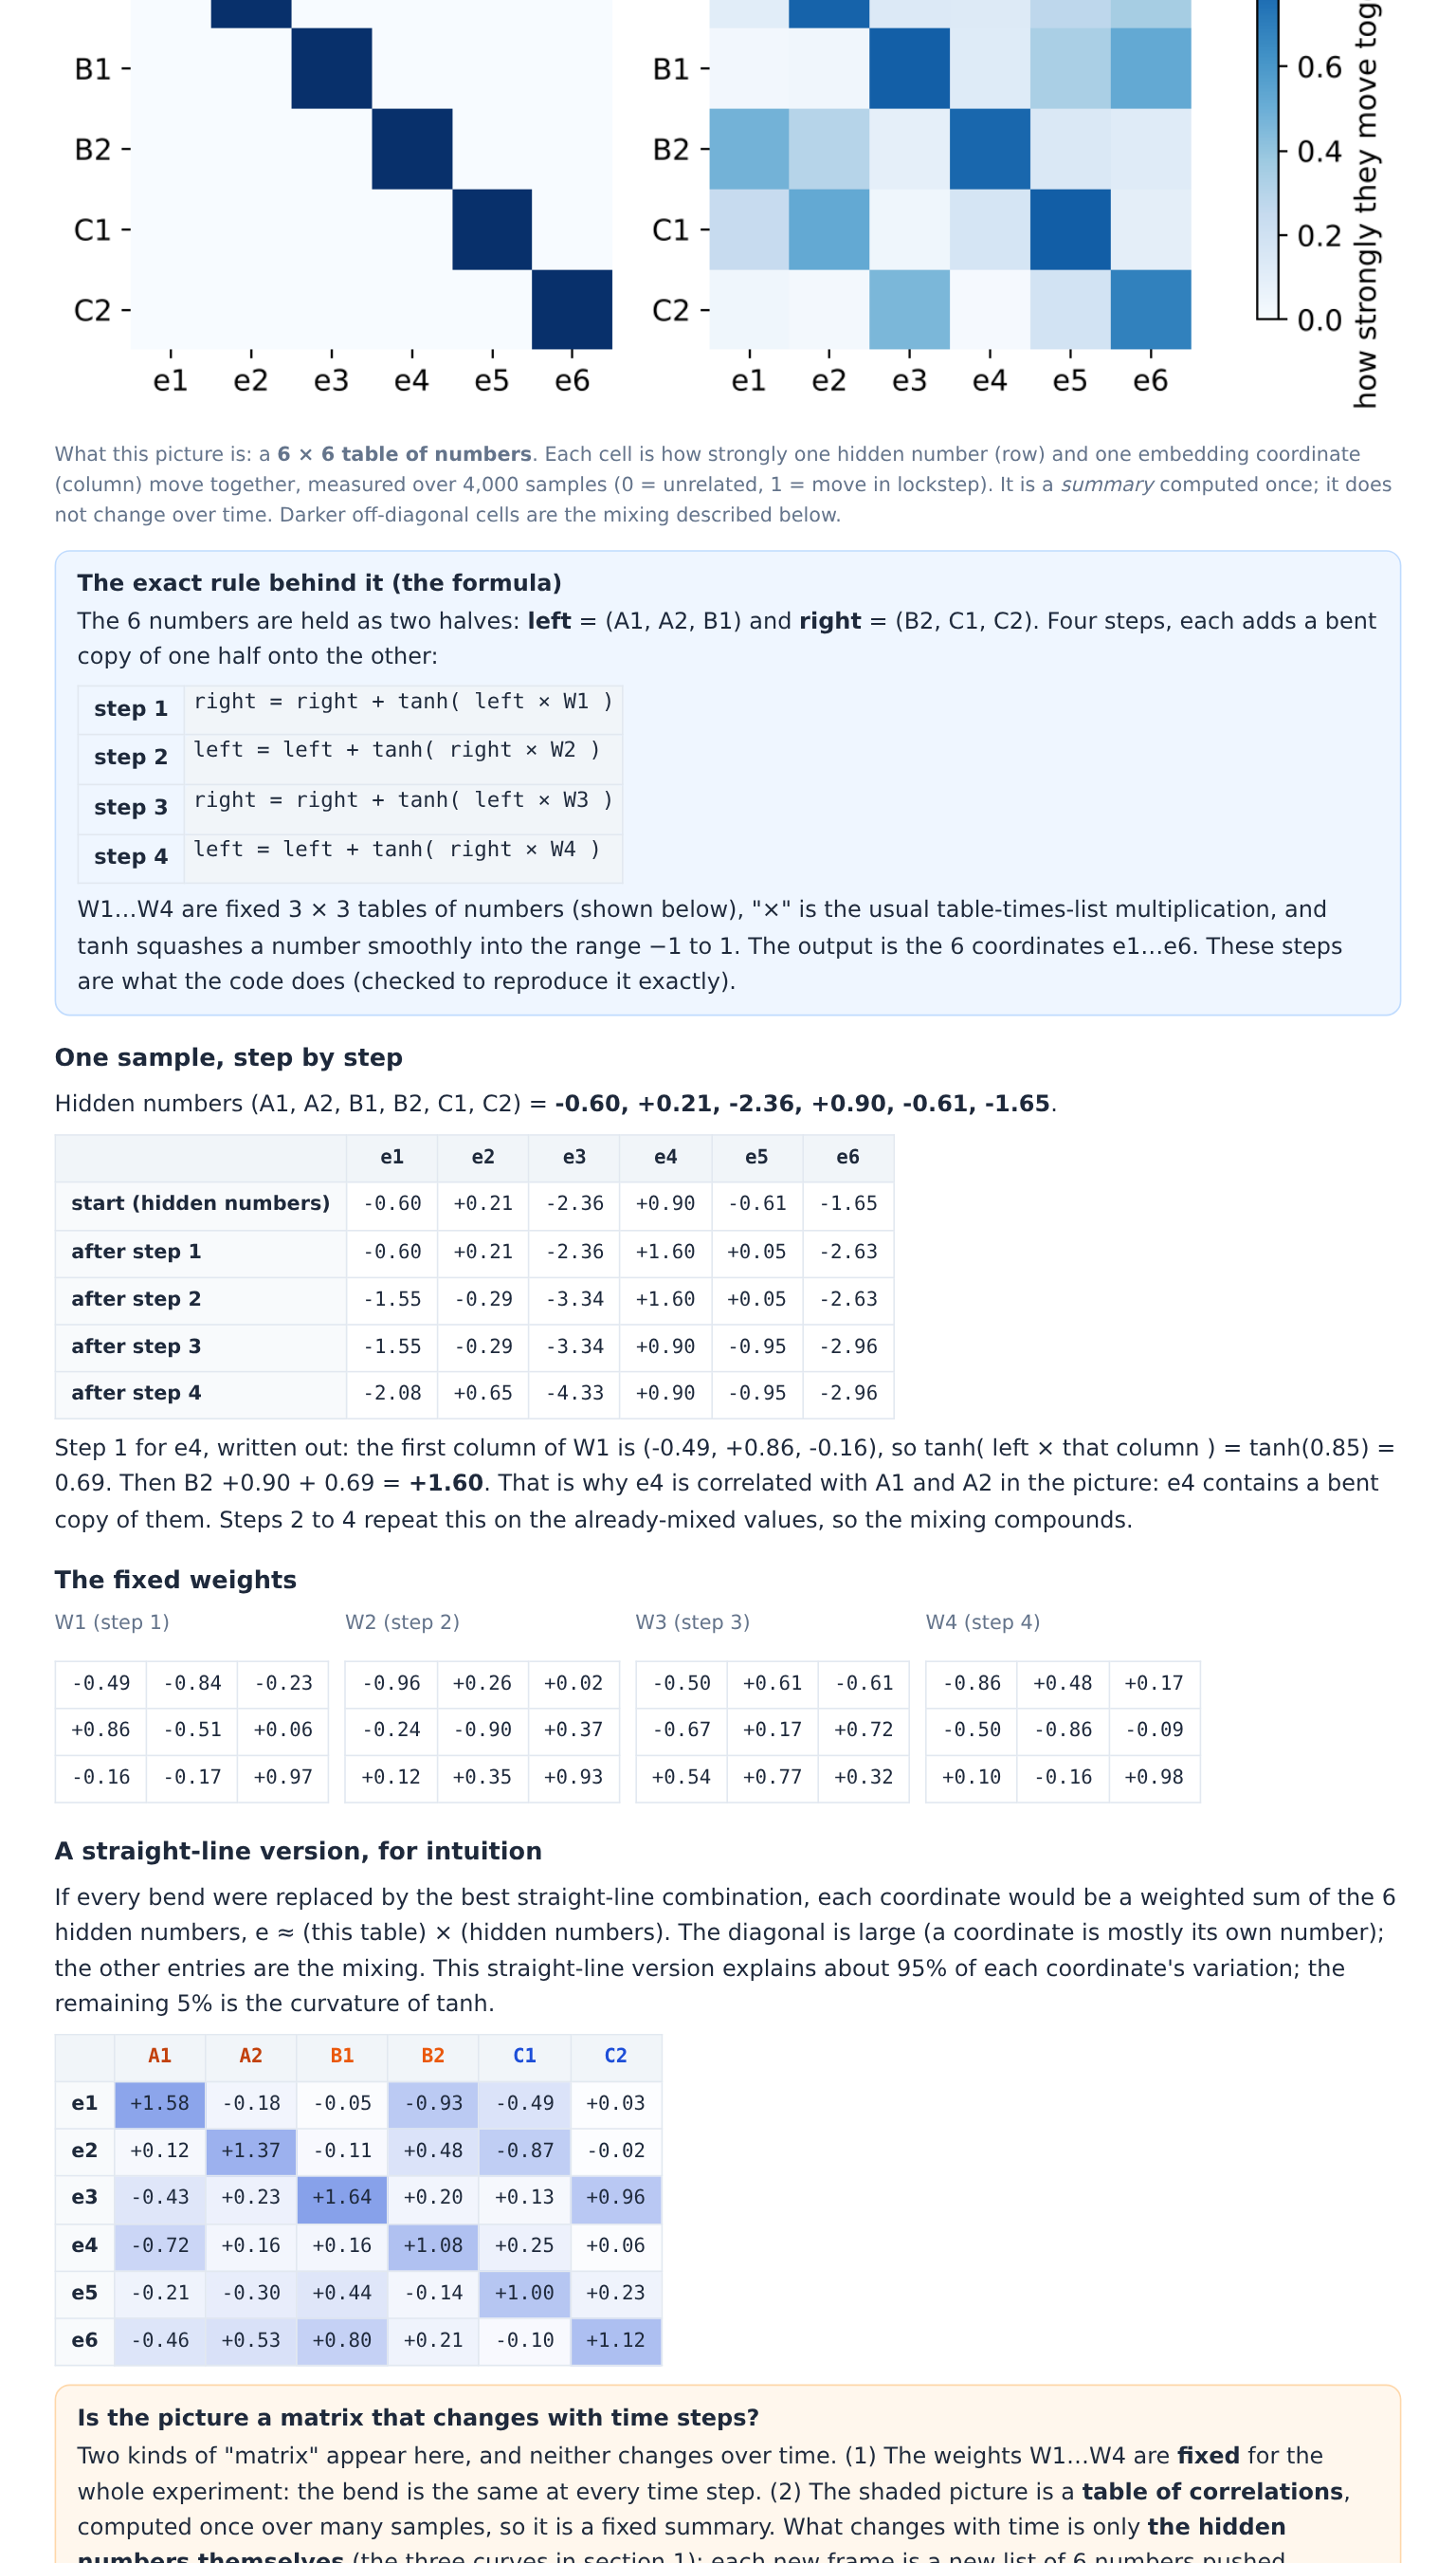 B1
B2
C1
C2
e1 e2 e3 e4 e5 e6
B1
B2
C1
C2
e1 e2 e3 e4 e5 e6
0.6
0.4
0.2
0.0
how strongly they move tog
What this picture is: a 6 × 6 table of numbers. Each cell is how strongly one hidden number (row) and one embedding coordinate
(column) move together, measured over 4,000 samples (0 = unrelated, 1 = move in lockstep). It is a summary computed once; it does
not change over time. Darker off-diagonal cells are the mixing described below.
The exact rule behind it (the formula)
The 6 numbers are held as two halves: left = (A1, A2, B1) and right = (B2, C1, C2). Four steps, each adds a bent
copy of one half onto the other:
step 1 right = right + tanh( left × W1 )
step 2 left = left + tanh( right × W2 )
step 3 right = right + tanh( left × W3 )
step 4 left = left + tanh( right × W4 )
W1…W4 are fixed 3 × 3 tables of numbers (shown below), "×" is the usual table-times-list multiplication, and
tanh squashes a number smoothly into the range −1 to 1. The output is the 6 coordinates e1…e6. These steps
are what the code does (checked to reproduce it exactly).
One sample, step by step
Hidden numbers (A1, A2, B1, B2, C1, C2) = -0.60, +0.21, -2.36, +0.90, -0.61, -1.65.
e1 e2 e3 e4 e5 e6
start (hidden numbers) -0.60 +0.21 -2.36 +0.90 -0.61 -1.65
after step 1 -0.60 +0.21 -2.36 +1.60 +0.05 -2.63
after step 2 -1.55 -0.29 -3.34 +1.60 +0.05 -2.63
after step 3 -1.55 -0.29 -3.34 +0.90 -0.95 -2.96
after step 4 -2.08 +0.65 -4.33 +0.90 -0.95 -2.96
Step 1 for e4, written out: the first column of W1 is (-0.49, +0.86, -0.16), so tanh( left × that column ) = tanh(0.85) =
0.69. Then B2 +0.90 + 0.69 = +1.60. That is why e4 is correlated with A1 and A2 in the picture: e4 contains a bent
copy of them. Steps 2 to 4 repeat this on the already-mixed values, so the mixing compounds.
The fixed weights
W1 (step 1) W2 (step 2) W3 (step 3) W4 (step 4)
-0.49 -0.84 -0.23 -0.96 +0.26 +0.02 -0.50 +0.61 -0.61 -0.86 +0.48 +0.17
+0.86 -0.51 +0.06 -0.24 -0.90 +0.37 -0.67 +0.17 +0.72 -0.50 -0.86 -0.09
-0.16 -0.17 +0.97 +0.12 +0.35 +0.93 +0.54 +0.77 +0.32 +0.10 -0.16 +0.98
A straight-line version, for intuition
If every bend were replaced by the best straight-line combination, each coordinate would be a weighted sum of the 6
hidden numbers, e ≈ (this table) × (hidden numbers). The diagonal is large (a coordinate is mostly its own number);
the other entries are the mixing. This straight-line version explains about 95% of each coordinate's variation; the
remaining 5% is the curvature of tanh.
A1 A2 B1 B2 C1 C2
e1 +1.58 -0.18 -0.05 -0.93 -0.49 +0.03
e2 +0.12 +1.37 -0.11 +0.48 -0.87 -0.02
e3 -0.43 +0.23 +1.64 +0.20 +0.13 +0.96
e4 -0.72 +0.16 +0.16 +1.08 +0.25 +0.06
e5 -0.21 -0.30 +0.44 -0.14 +1.00 +0.23
e6 -0.46 +0.53 +0.80 +0.21 -0.10 +1.12
Is the picture a matrix that changes with time steps?
Two kinds of "matrix" appear here, and neither changes over time. (1) The weights W1…W4 are fixed for the
whole experiment: the bend is the same at every time step. (2) The shaded picture is a table of correlations,
computed once over many samples, so it is a fixed summary. What changes with time is only the hidden
numbers themselves (the three curves in section 1); each new frame is a new list of 6 numbers pushed